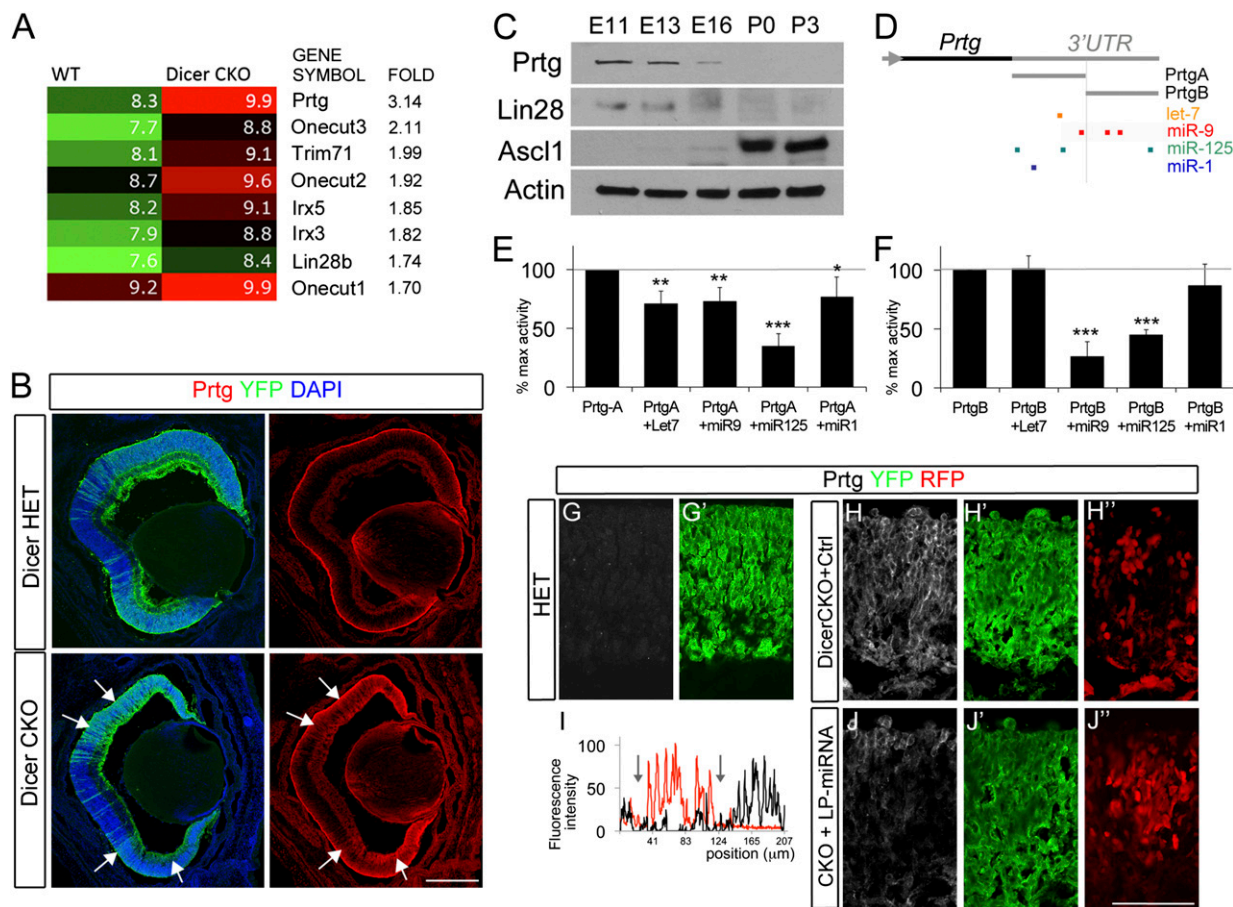 A
WT
Dicer CKO
GENE SYMBOL
FOLD
8.3 9.9 Prtg 3.14
7.7 8.8 Onecut3 2.11
8.1 9.1 Trim71 1.99
8.7 9.6 Onecut2 1.92
8.2 9.1 Irx5 1.85
7.9 8.8 Irx3 1.82
7.6 8.4 Lin28b 1.74
9.2 9.9 Onecut1 1.70
B
Prtg YFP DAPI
Dicer HET
Dicer CKO
C
E11 E13 E16 P0 P3
Prtg
Lin28
Ascl1
Actin
D
Prtg 3'UTR
PrtgA
PrtgB
let-7
miR-9
miR-125
miR-1
E
% max activity
100
50
0
** ** *** *
Prtg-A
PrtgA +Let7
PrtgA +miR9
PrtgA +miR125
PrtgA +miR1
F
% max activity
100
50
0
*** ***
PrtgB
PrtgB +Let7
PrtgB +miR9
PrtgB +miR125
PrtgB +miR1
Prtg YFP RFP
HET
G
G'
DicerCKO+Ctrl
H
H'
H''
I
Fluorescence intensity
100
50
0
41 83 124 165 207
position (µm)
CKO + LP-miRNA
J
J'
J''